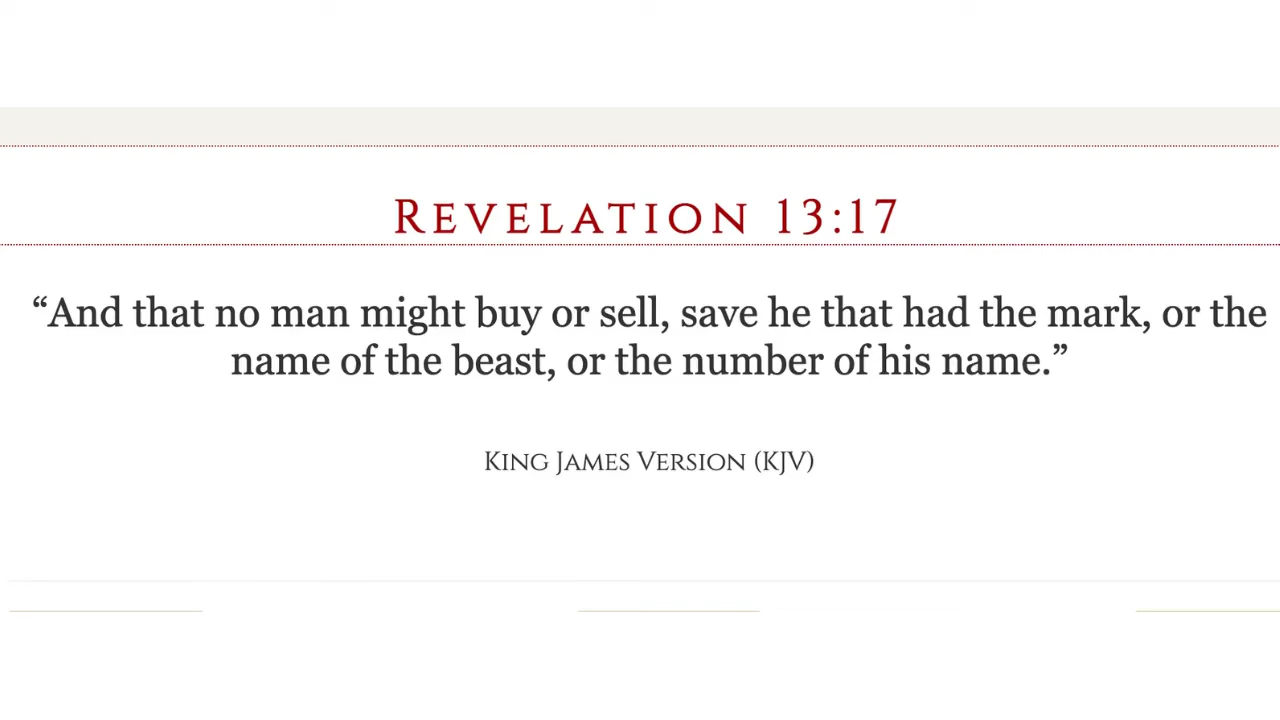 Revelation 13:17
“And that no man might buy or sell, save he that had the mark, or the
name of the beast, or the number of his name.”
King James Version (KJV)